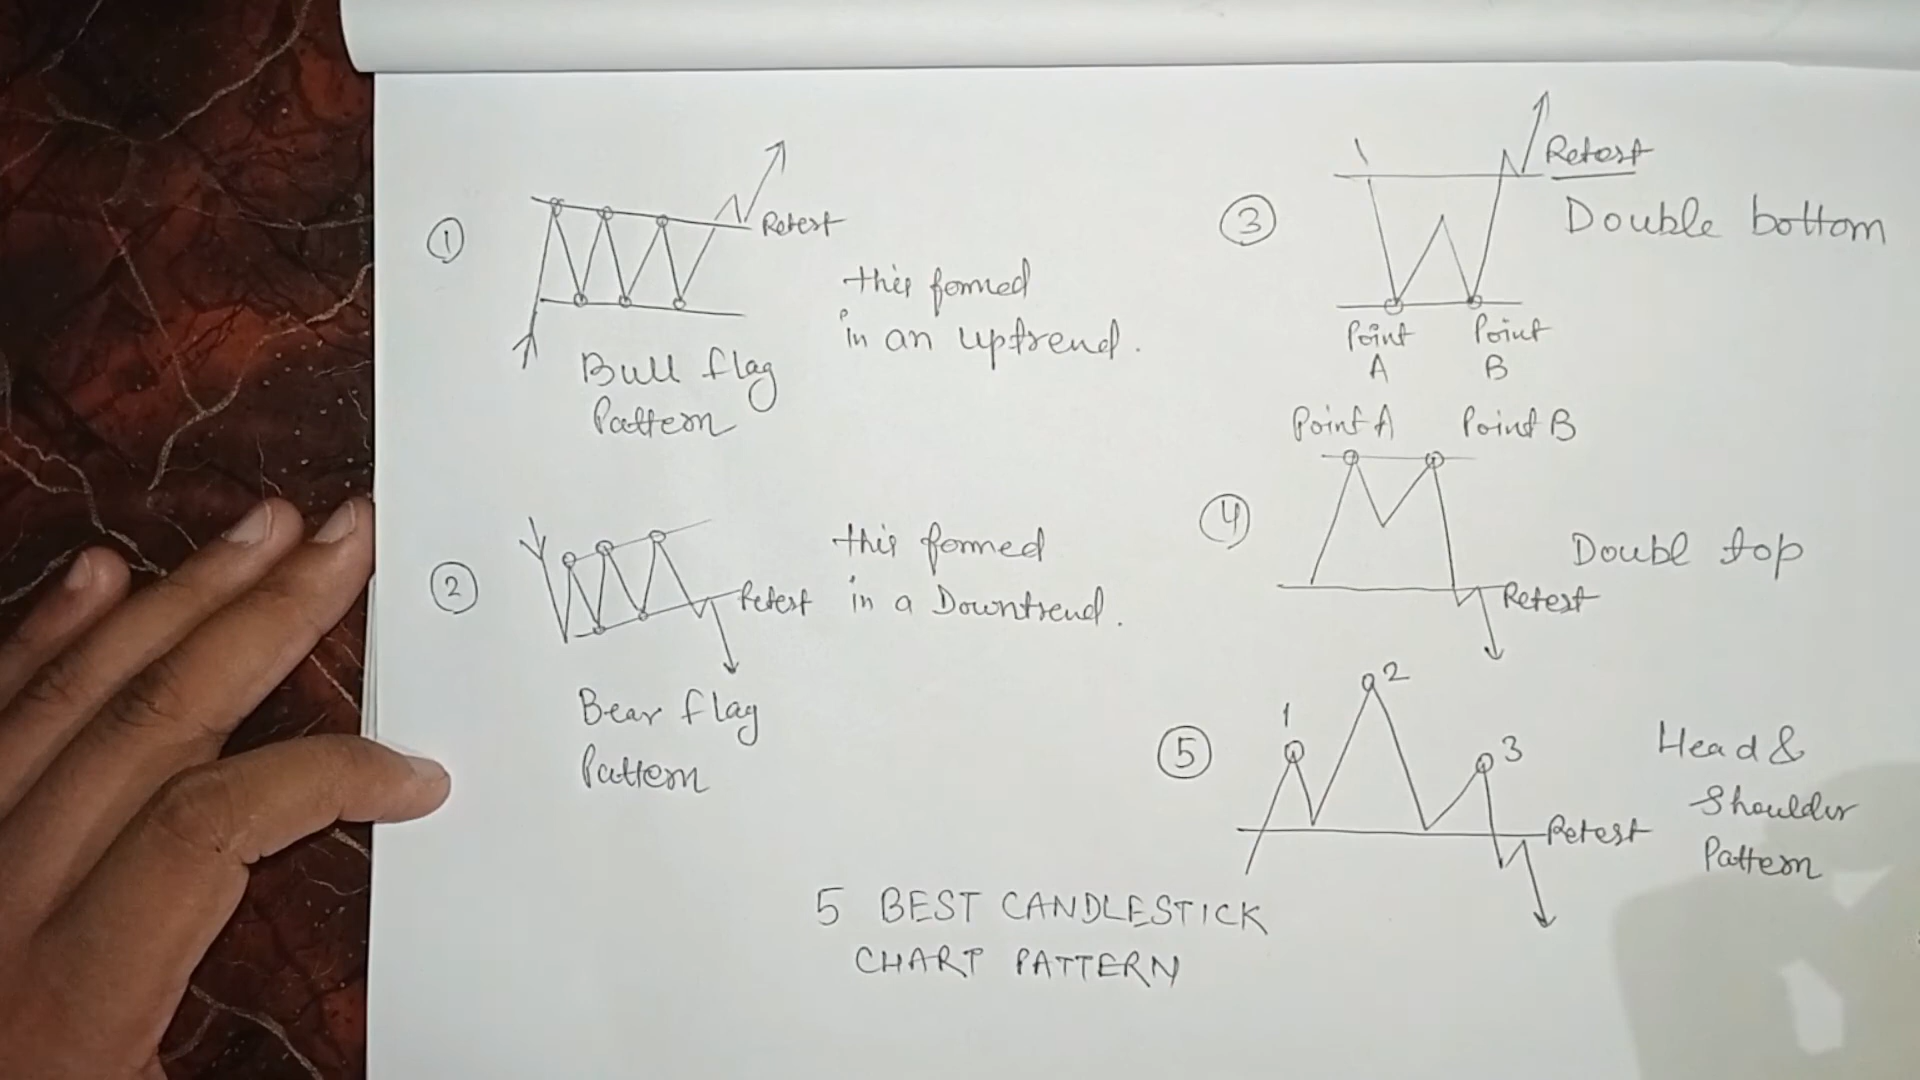 1
Retest
this formed
in an uptrend.
Bull flag
Pattern
2
Retest
this formed
in a Downtrend.
Bear flag
Pattern
3
Retest
Double bottom
Point A
Point B
Point A
Point B
4
Doubl top
Retest
5
1
2
3
Retest
Head &
Shoulder
Pattern
5 BEST CANDLESTICK
CHART PATTERN